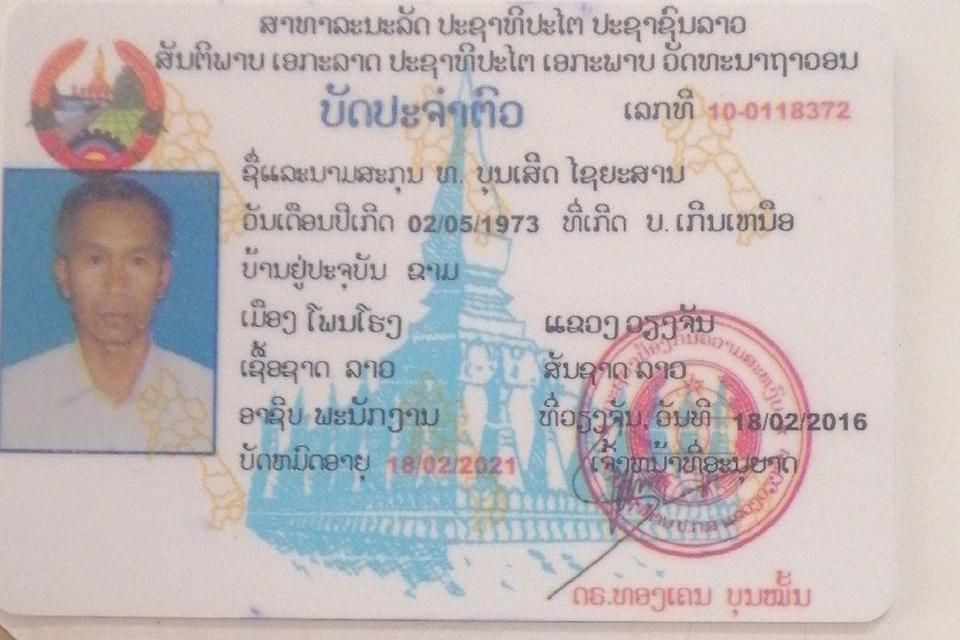 ສາທາລະນະລັດ ປະຊາທິປະໄຕ ປະຊາຊົນລາວ
ສັນຕິພາບ ເອກະລາດ ປະຊາທິປະໄຕ ເອກະພາບ ວັດທະນາຖາວອນ
ບັດປະຈຳຕົວ ເລກທີ 10-0118372
ຊື່ແລະນາມສະກຸນ ທ. ບຸນເສີດ ໄຊຍະສານ
ວັນເດືອນປີເກີດ 02/05/1973 ທີ່ເກີດ ບ. ເກີນເຫນືອ
ບ້ານຢູ່ປະຈຸບັນ ຊາມ
ເມືອງ ໂພນໂຮງ ແຂວງ ວຽງຈັນ
ເຊື້ອຊາດ ລາວ ສັນຊາດ ລາວ
ອາຊິບ ພະນັກງານ ທີ່ວຽງຈັນ, ວັນທີ 18/02/2016
ບັດຫມົດອາຍຸ 18/02/2021 ເຈົ້າຫນ້າທີ່ອະນຸຍາດ
ດຣ.ທອງເຄນ ບຸນໝັ້ນ